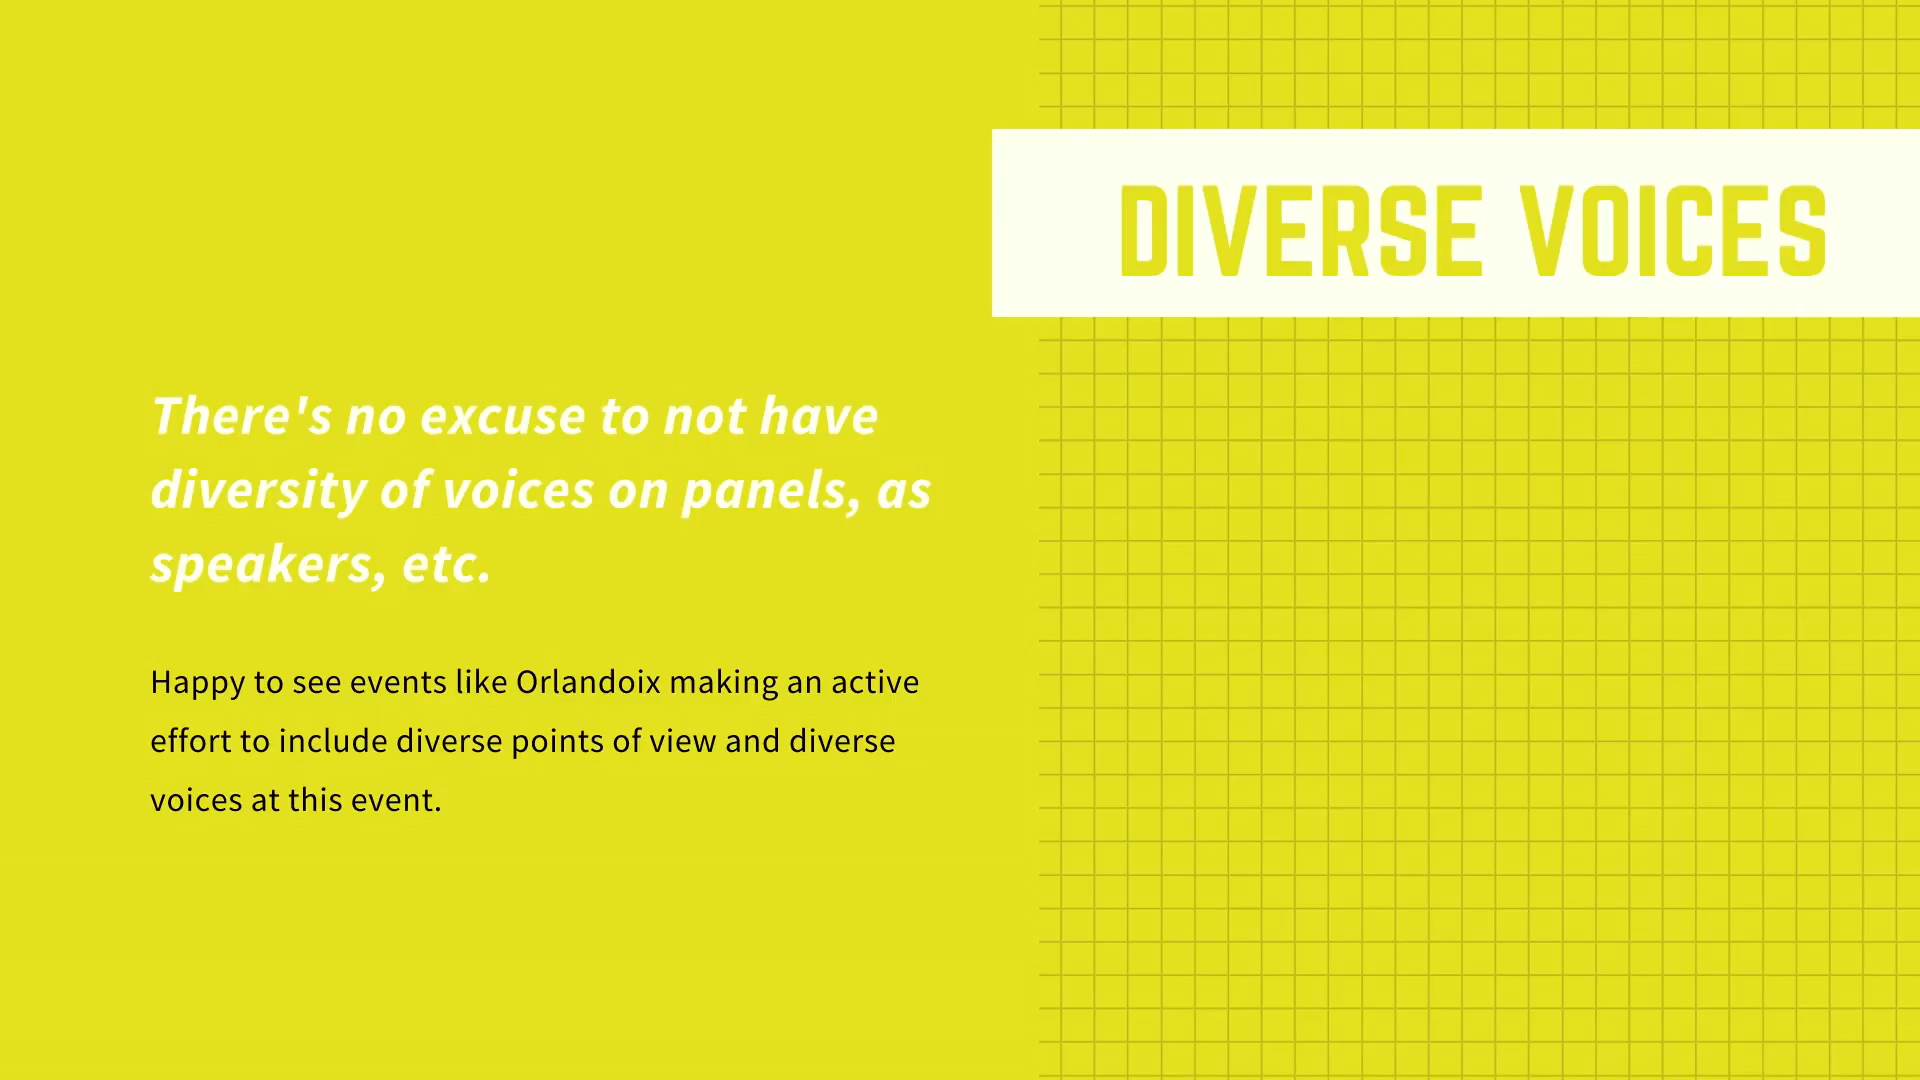 DIVERSE VOICES
There's no excuse to not have
diversity of voices on panels, as
speakers, etc.
Happy to see events like Orlandoix making an active
effort to include diverse points of view and diverse
voices at this event.